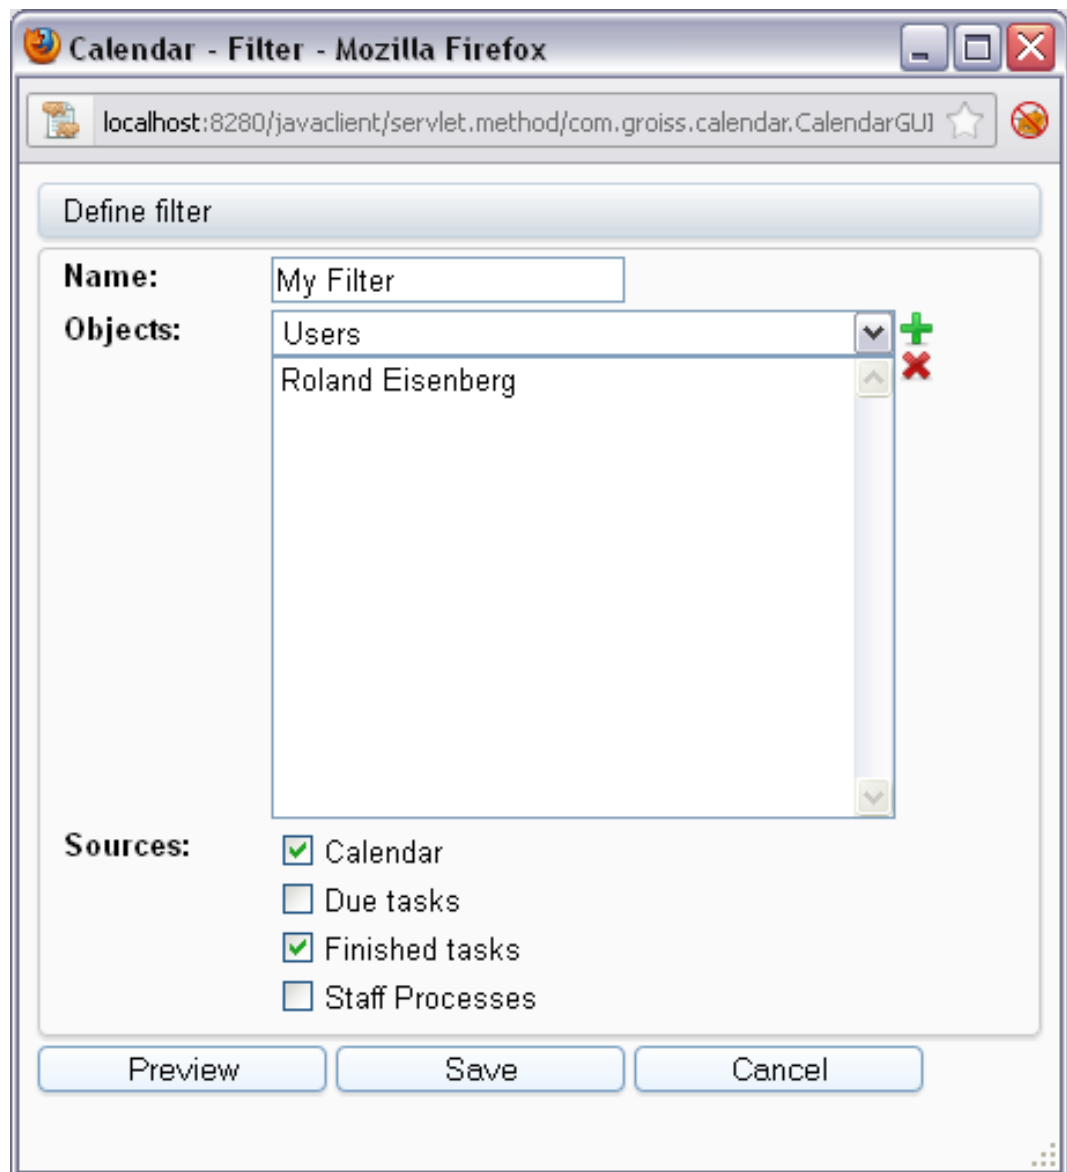 Calendar - Filter - Mozilla Firefox
localhost:8280/javaclient/servlet.method/com.groiss.calendar.CalendarGUI
Define filter
Name: My Filter
Objects: Users
Roland Eisenberg
Sources: Calendar
Due tasks
Finished tasks
Staff Processes
Preview Save Cancel